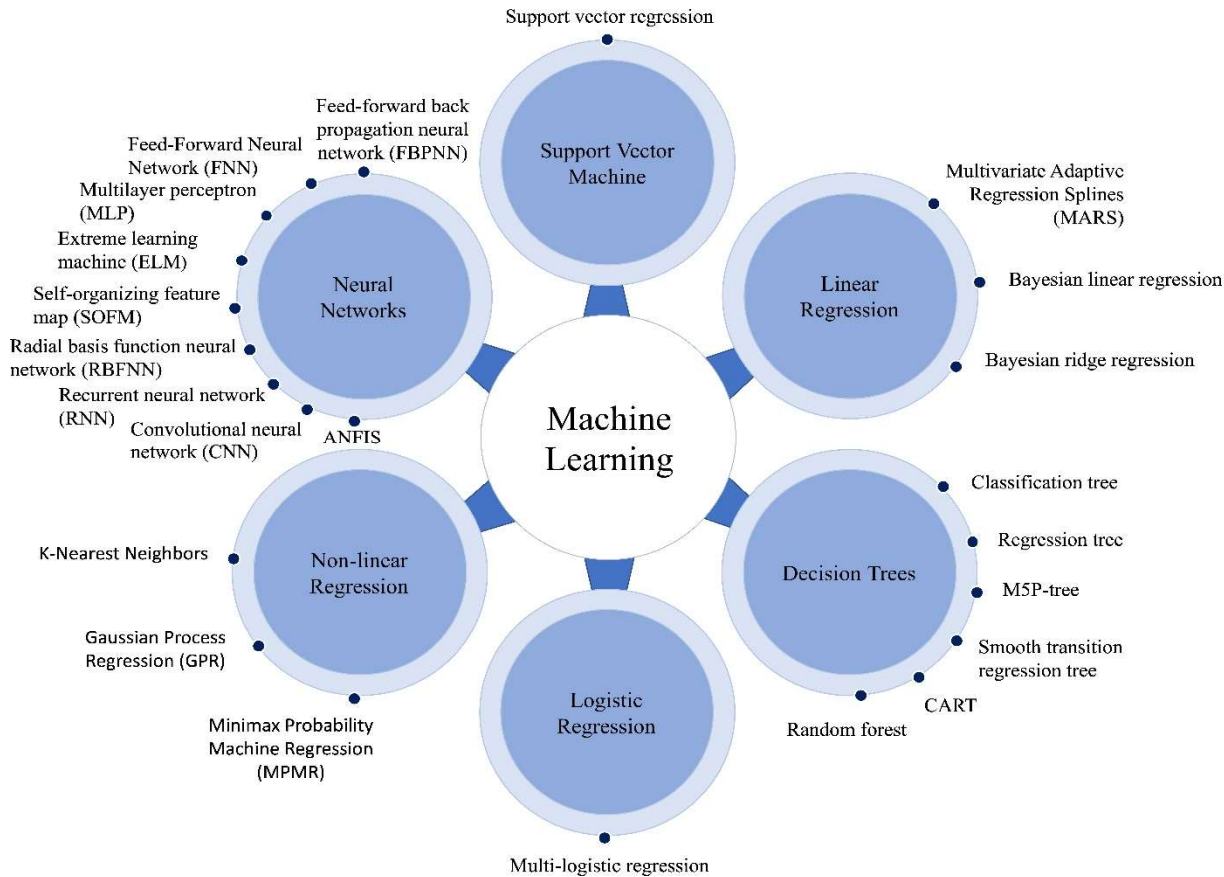 Support vector regression
Support Vector
Machine
Feed-forward back
propagation neural
network (FBPNN)
Feed-Forward Neural
Network (FNN)
Multilayer perceptron
(MLP)
Extreme learning
machine (ELM)
Self-organizing feature
map (SOFM)
Radial basis function neural
network (RBFNN)
Recurrent neural network
(RNN)
Convolutional neural
network (CNN)
ANFIS
Neural
Networks
Multivariate Adaptive
Regression Splines
(MARS)
Bayesian linear regression
Bayesian ridge regression
Linear
Regression
Machine
Learning
Classification tree
Regression tree
M5P-tree
Smooth transition
regression tree
CART
Random forest
Decision Trees
K-Nearest Neighbors
Gaussian Process
Regression (GPR)
Minimax Probability
Machine Regression
(MPMR)
Non-linear
Regression
Logistic
Regression
Multi-logistic regression